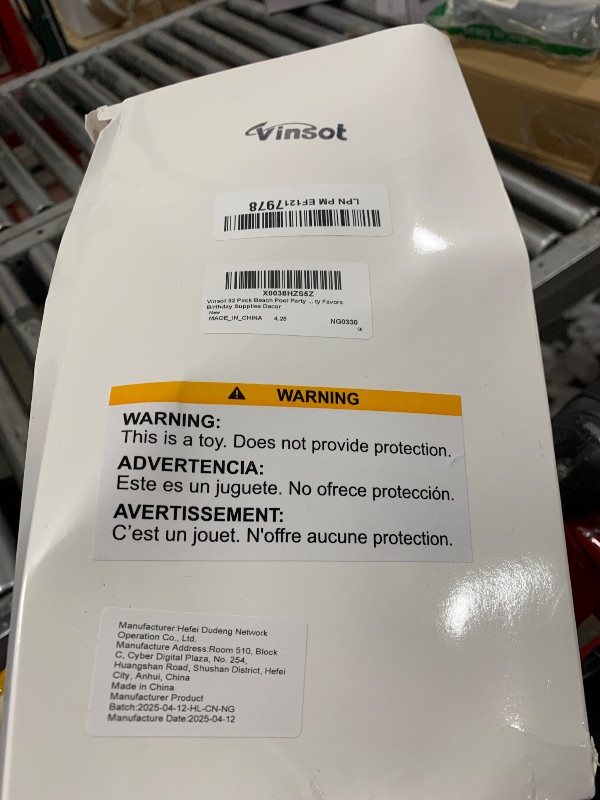 Vinsot
LPN PM EF1217978
X0038HZS5Z
Vinsot 32 Pack Beach Pool Party ... ty Favors
Birthday Supplies Decor
New
MADE_IN_CHINA 4.26 NG0330
WARNING
WARNING:
This is a toy. Does not provide protection.
ADVERTENCIA:
Este es un juguete. No ofrece protección.
AVERTISSEMENT:
C'est un jouet. N'offre aucune protection.
Manufacturer:Hefei Dudeng Network
Operation Co., Ltd.
Manufacture Address:Room 510, Block
C, Cyber Digital Plaza, No. 254,
Huangshan Road, Shushan District, Hefei
City, Anhui, China
Made in China
Manufacturer Product
Batch:2025-04-12-HL-CN-NG
Manufacture Date:2025-04-12